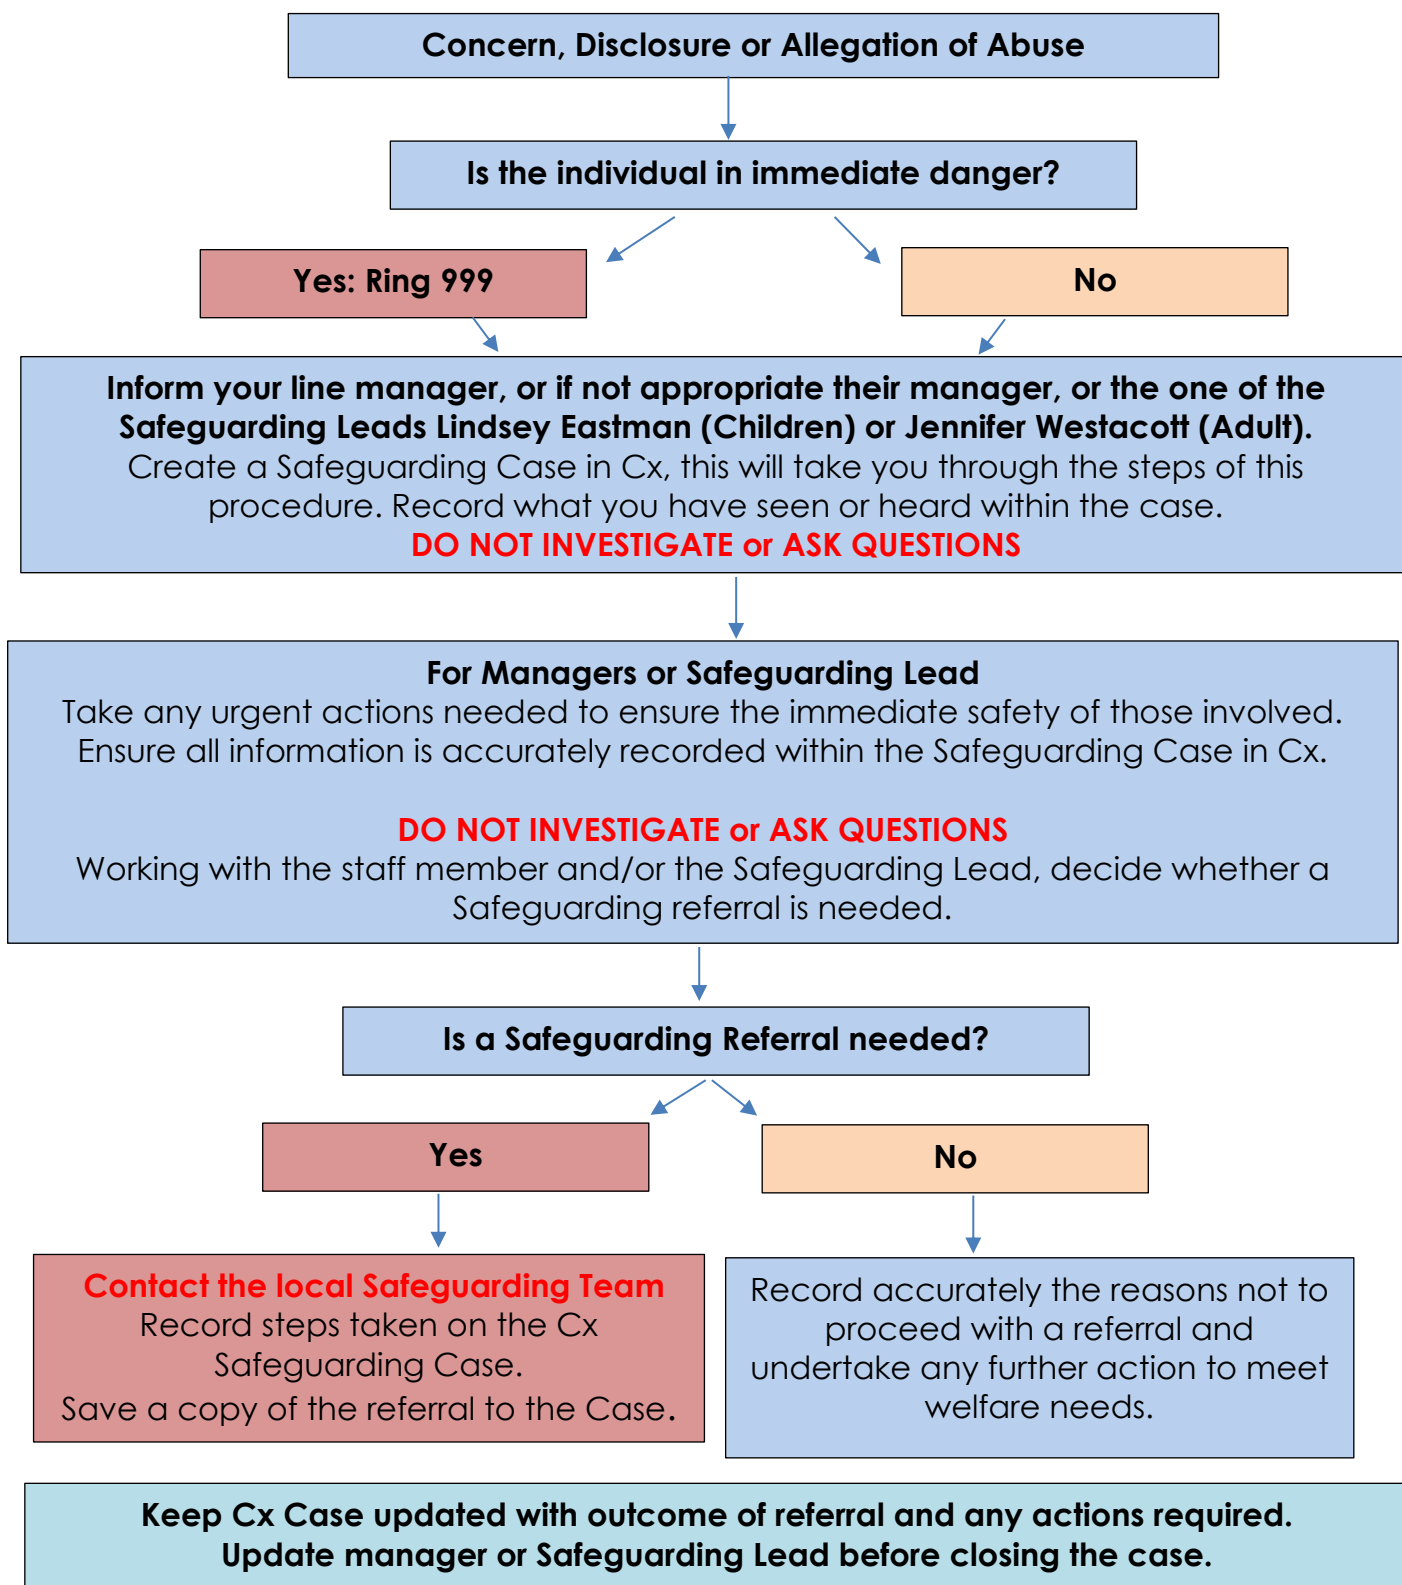 Concern, Disclosure or Allegation of Abuse
Is the individual in immediate danger?
Yes: Ring 999
No
Inform your line manager, or if not appropriate their manager, or the one of the
Safeguarding Leads Lindsey Eastman (Children) or Jennifer Westacott (Adult).
Create a Safeguarding Case in Cx, this will take you through the steps of this
procedure. Record what you have seen or heard within the case.
DO NOT INVESTIGATE or ASK QUESTIONS
For Managers or Safeguarding Lead
Take any urgent actions needed to ensure the immediate safety of those involved.
Ensure all information is accurately recorded within the Safeguarding Case in Cx.
DO NOT INVESTIGATE or ASK QUESTIONS
Working with the staff member and/or the Safeguarding Lead, decide whether a
Safeguarding referral is needed.
Is a Safeguarding Referral needed?
Yes
No
Contact the local Safeguarding Team
Record steps taken on the Cx
Safeguarding Case.
Save a copy of the referral to the Case.
Record accurately the reasons not to
proceed with a referral and
undertake any further action to meet
welfare needs.
Keep Cx Case updated with outcome of referral and any actions required.
Update manager or Safeguarding Lead before closing the case.